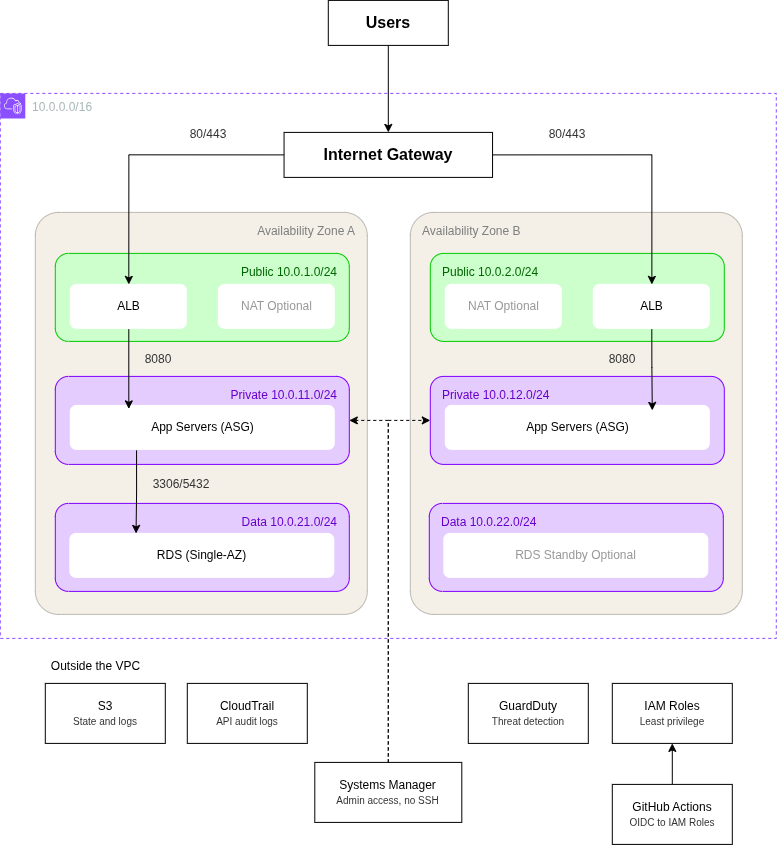 Users
10.0.0.0/16
80/443
80/443
Internet Gateway
Availability Zone A
Availability Zone B
Public 10.0.1.0/24
Public 10.0.2.0/24
ALB
NAT Optional
NAT Optional
ALB
8080
8080
Private 10.0.11.0/24
Private 10.0.12.0/24
App Servers (ASG)
App Servers (ASG)
3306/5432
Data 10.0.21.0/24
Data 10.0.22.0/24
RDS (Single-AZ)
RDS Standby Optional
Outside the VPC
S3
State and logs
CloudTrail
API audit logs
GuardDuty
Threat detection
IAM Roles
Least privilege
Systems Manager
Admin access, no SSH
GitHub Actions
OIDC to IAM Roles